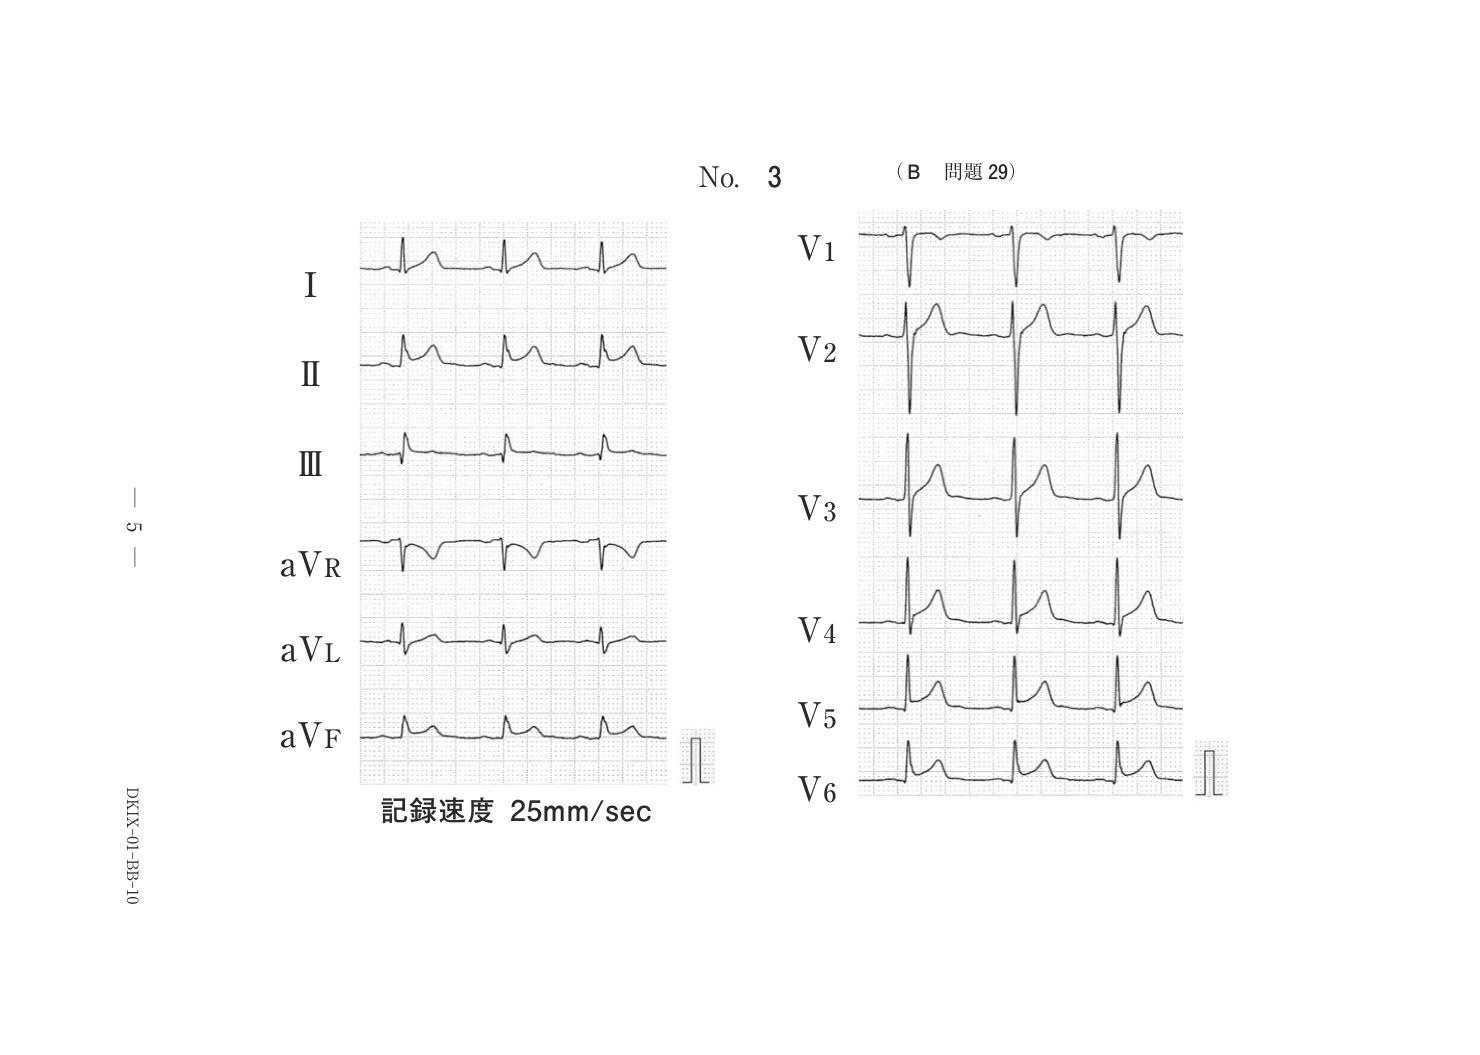 No. 3 （B 問題 29）
Ⅰ
Ⅱ
Ⅲ
aVR
aVL
aVF
記録速度 25mm/sec
V1
V2
V3
V4
V5
V6
— 5 —
DKIX-01-BB-10